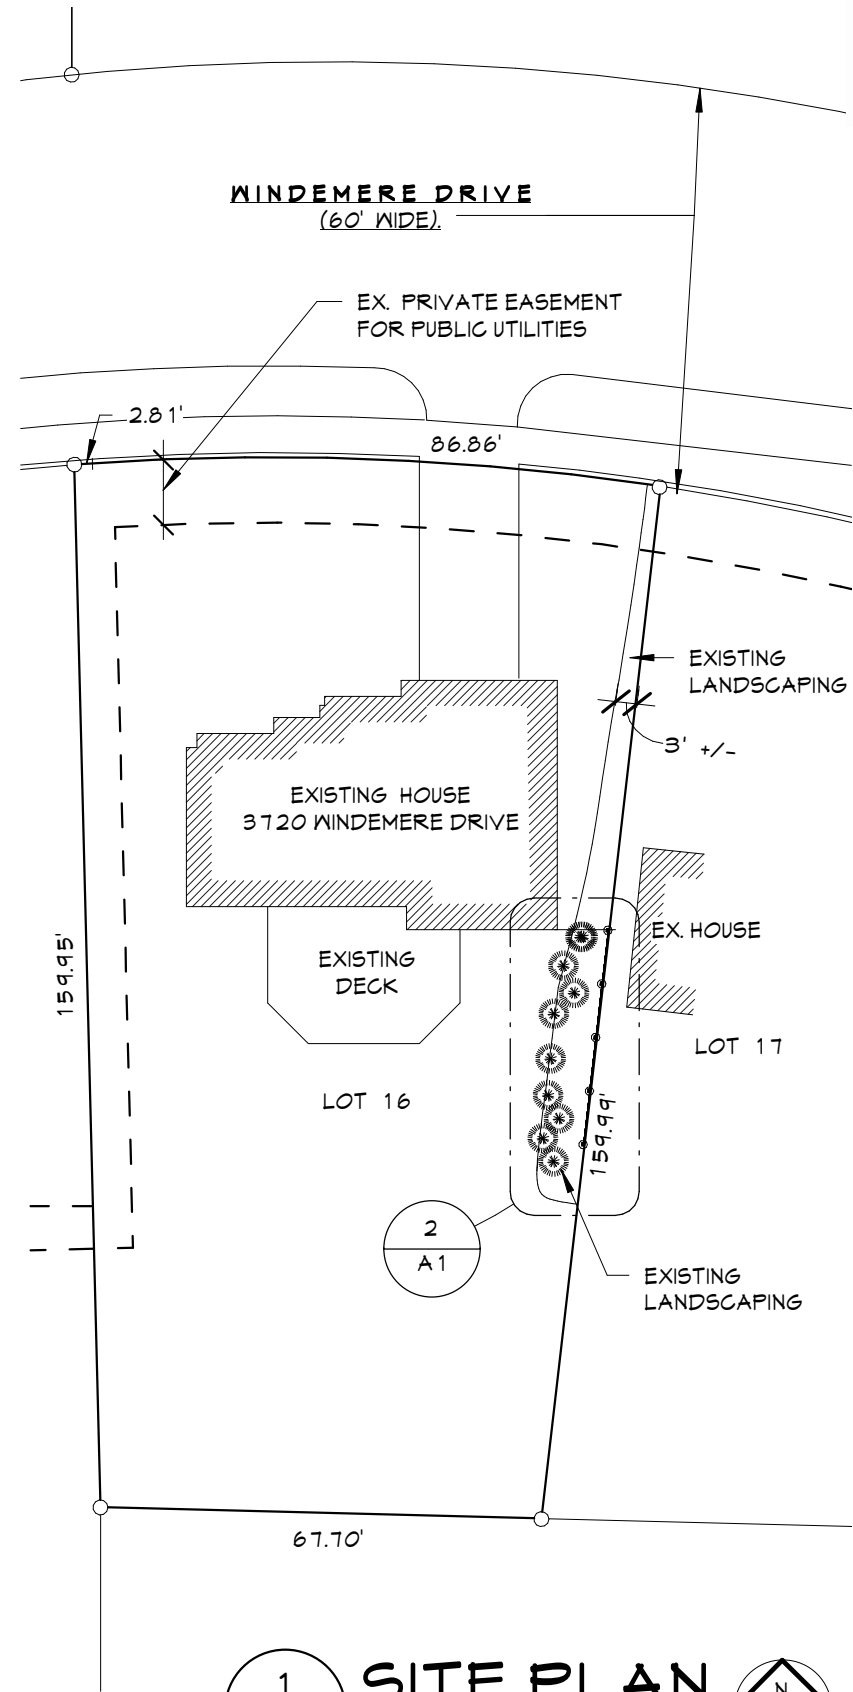 WINDEMERE DRIVE
(60' WIDE).
EX. PRIVATE EASEMENT
FOR PUBLIC UTILITIES
2.81'
86.86'
EXISTING
LANDSCAPING
3' +/-
EXISTING HOUSE
3720 WINDEMERE DRIVE
EX. HOUSE
159.95'
EXISTING
DECK
LOT 17
LOT 16
159.99'
2
A1
EXISTING
LANDSCAPING
67.70'
1
SITE PLAN
N